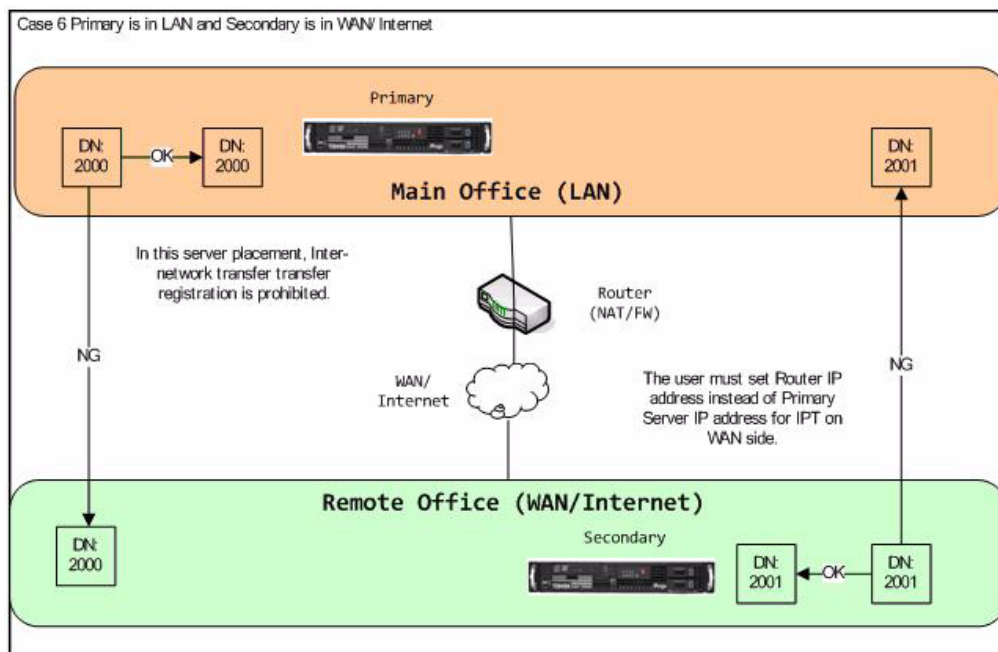 Case 6 Primary is in LAN and Secondary is in WAN/ Internet
Primary
DN:
2000
OK
DN:
2000
DN:
2001
Main Office (LAN)
In this server placement, Inter-
network transfer transfer
registration is prohibited.
Router
(NAT/FW)
NG
NG
WAN/
Internet
The user must set Router IP
address instead of Primary
Server IP address for IPT on
WAN side.
Remote Office (WAN/Internet)
DN:
2000
Secondary
DN:
2001
OK
DN:
2001